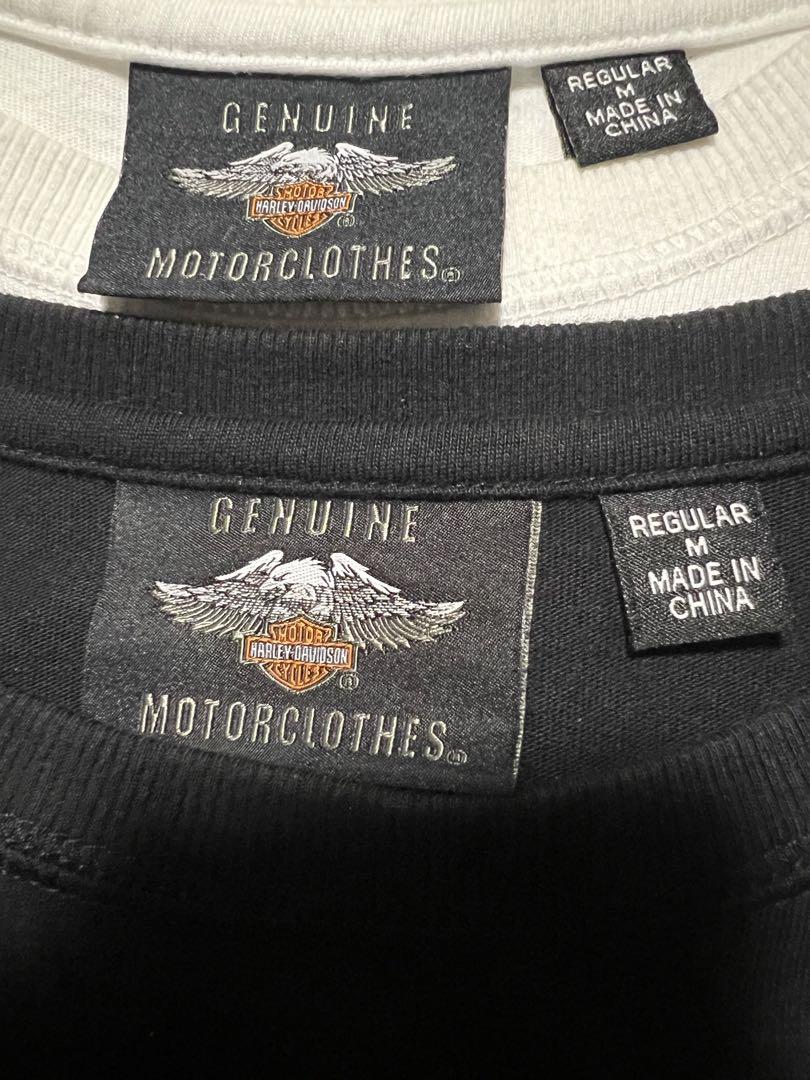 GENUINE
MOTOR
HARLEY-DAVIDSON
CYCLES
®
MOTORCLOTHES®
REGULAR
M
MADE IN
CHINA
GENUINE
MOTOR
HARLEY-DAVIDSON
CYCLES
®
MOTORCLOTHES®
REGULAR
M
MADE IN
CHINA